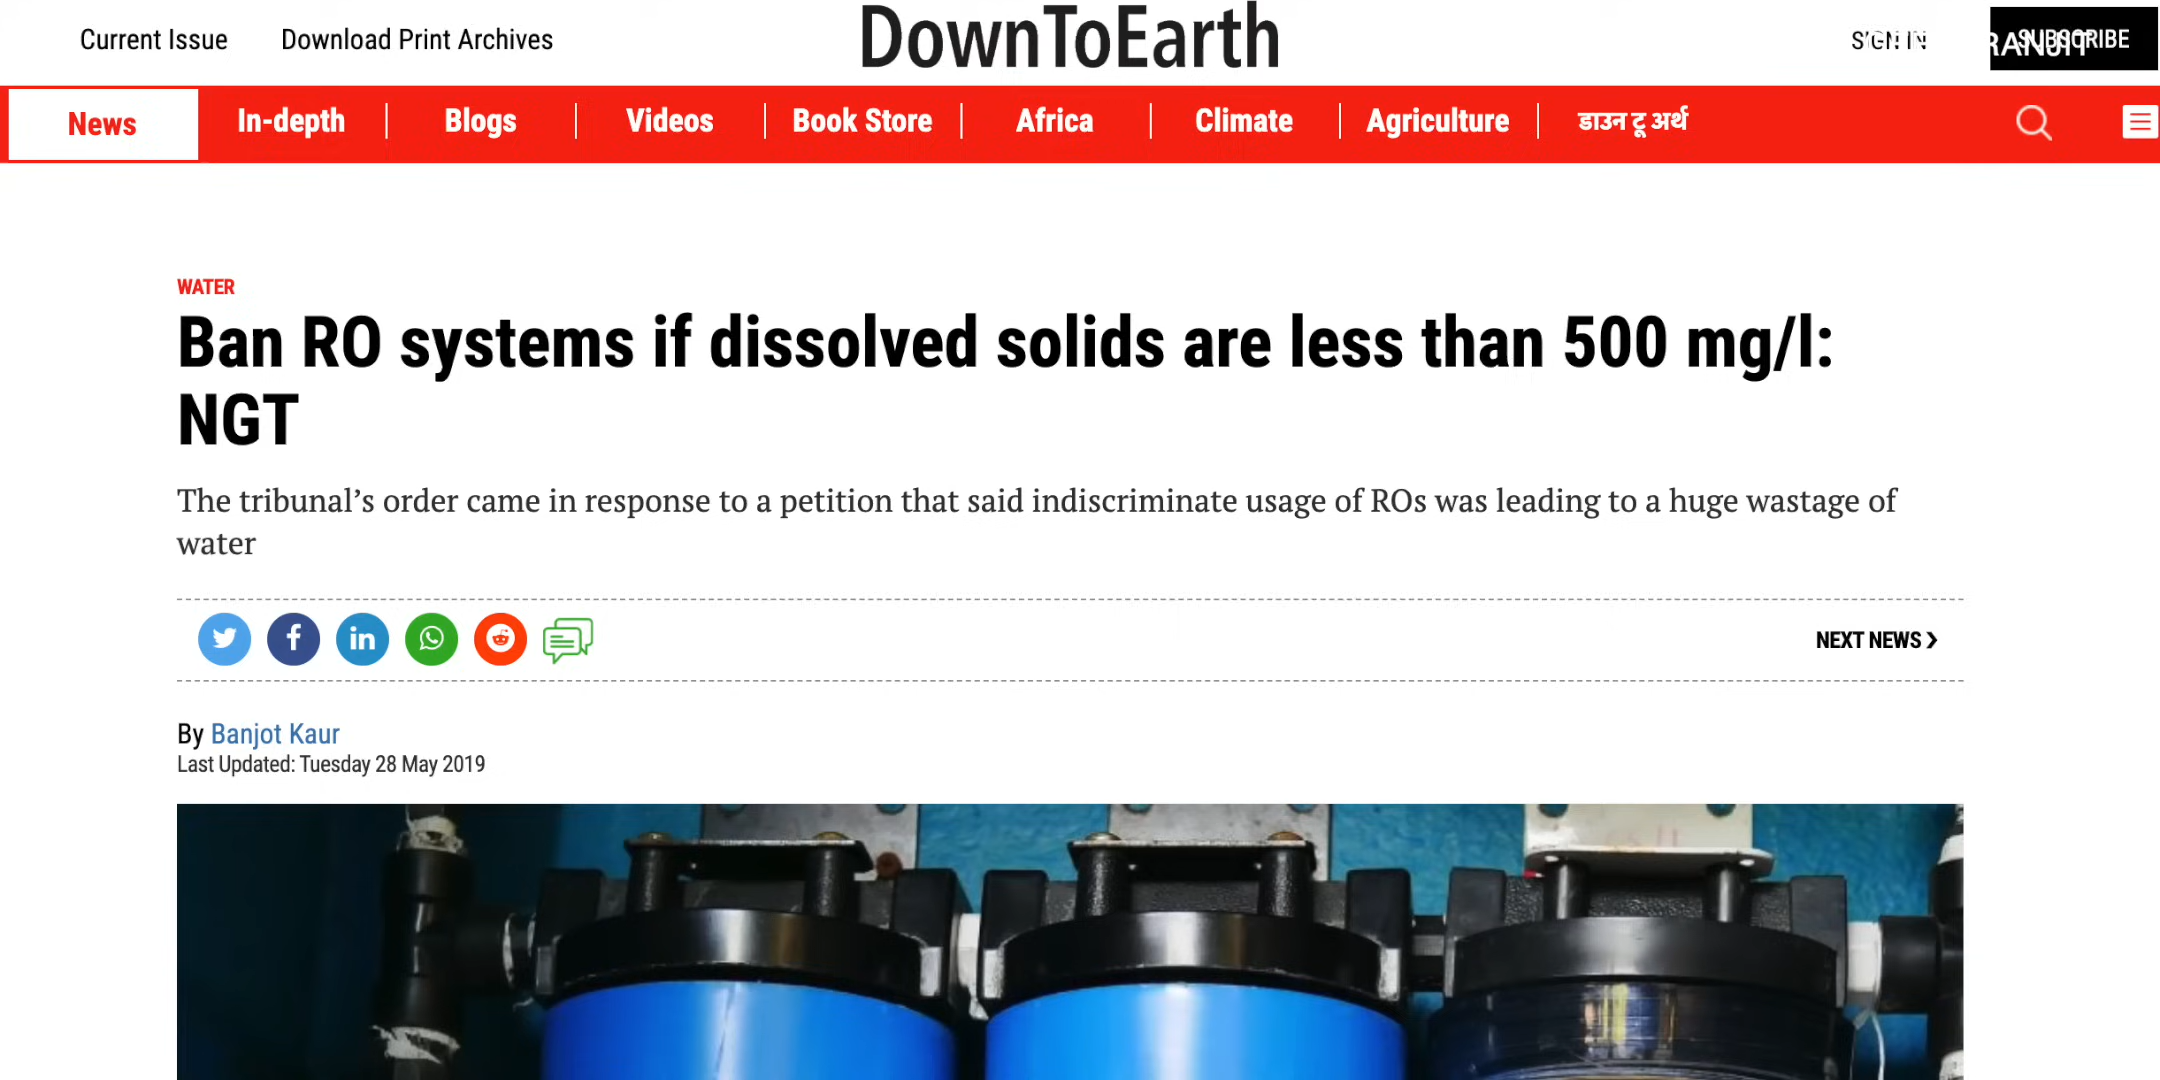 Current Issue
Download Print Archives
DownToEarth
SIGN IN
SUBSCRIBE
News
In-depth
Blogs
Videos
Book Store
Africa
Climate
Agriculture
डाउन टू अर्थ
WATER
Ban RO systems if dissolved solids are less than 500 mg/l:
NGT
The tribunal’s order came in response to a petition that said indiscriminate usage of ROs was leading to a huge wastage of
water
NEXT NEWS ❯
By Banjot Kaur
Last Updated: Tuesday 28 May 2019